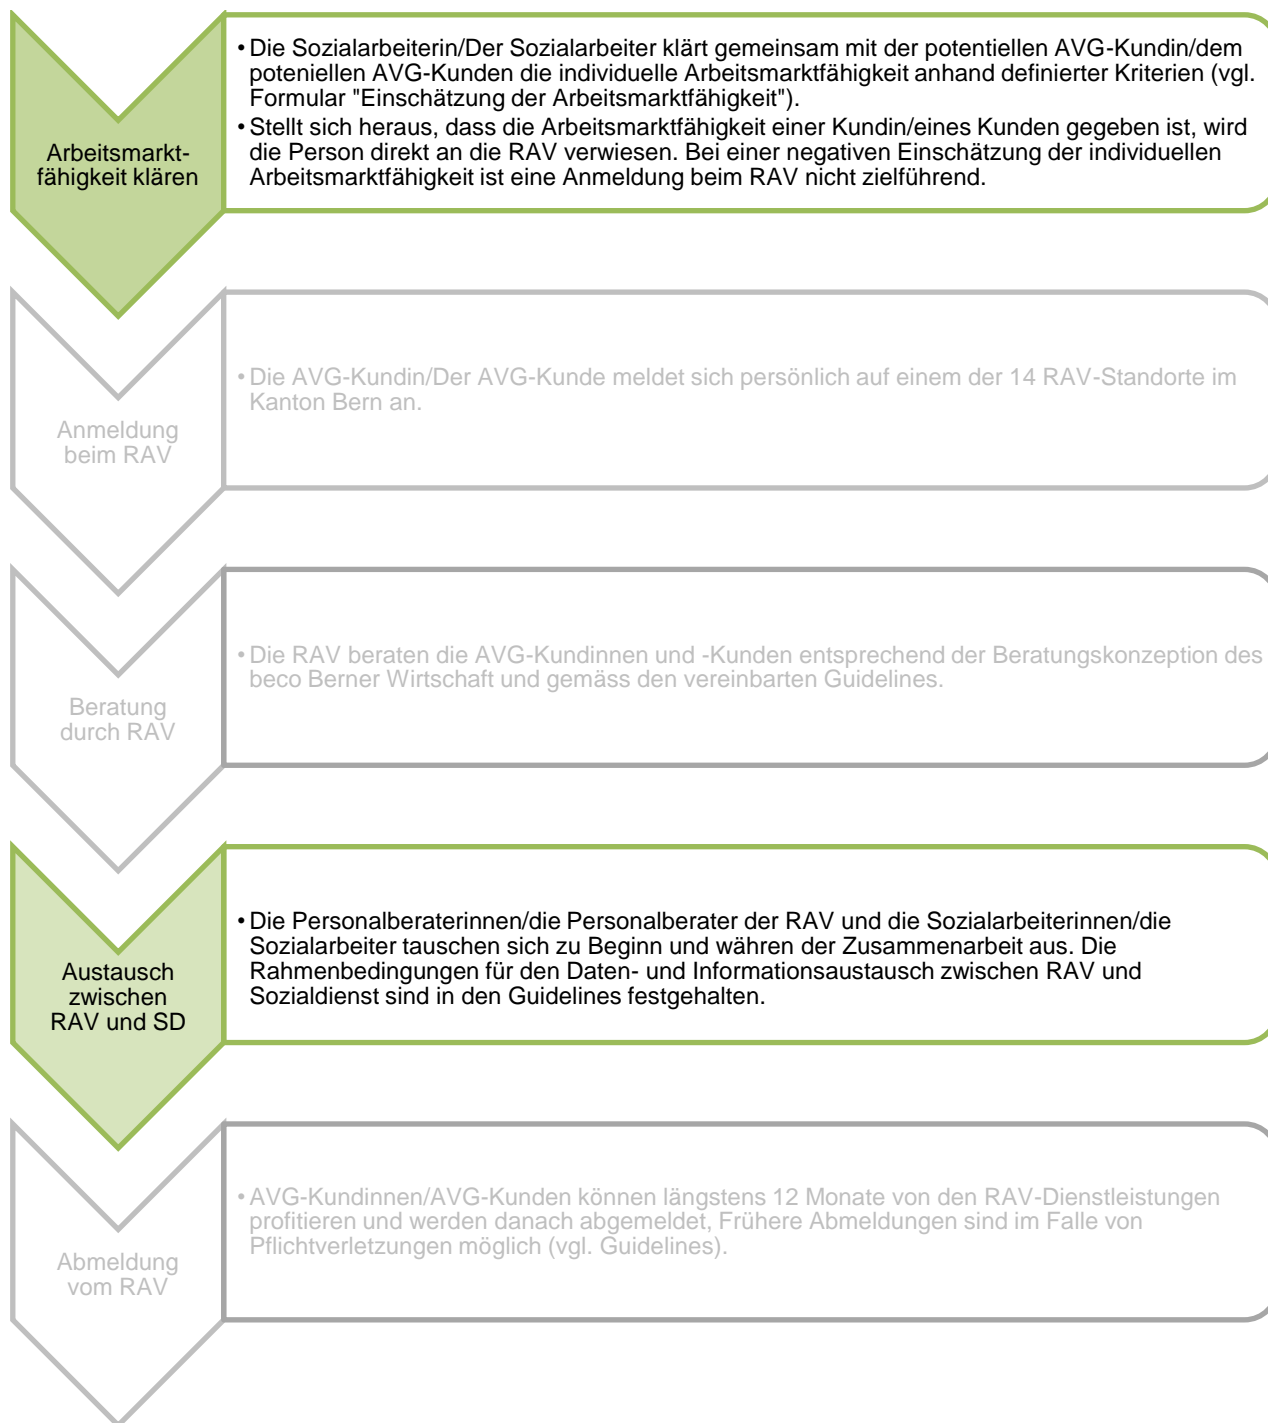 Arbeitsmarkt-
fähigkeit klären
• Die Sozialarbeiterin/Der Sozialarbeiter klärt gemeinsam mit der potentiellen AVG-Kundin/dem
poteniellen AVG-Kunden die individuelle Arbeitsmarktfähigkeit anhand definierter Kriterien (vgl.
Formular "Einschätzung der Arbeitsmarktfähigkeit").
• Stellt sich heraus, dass die Arbeitsmarktfähigkeit einer Kundin/eines Kunden gegeben ist, wird
die Person direkt an die RAV verwiesen. Bei einer negativen Einschätzung der individuellen
Arbeitsmarktfähigkeit ist eine Anmeldung beim RAV nicht zielführend.
Anmeldung
beim RAV
• Die AVG-Kundin/Der AVG-Kunde meldet sich persönlich auf einem der 14 RAV-Standorte im
Kanton Bern an.
Beratung
durch RAV
• Die RAV beraten die AVG-Kundinnen und -Kunden entsprechend der Beratungskonzeption des
beco Berner Wirtschaft und gemäss den vereinbarten Guidelines.
Austausch
zwischen
RAV und SD
• Die Personalberaterinnen/die Personalberater der RAV und die Sozialarbeiterinnen/die
Sozialarbeiter tauschen sich zu Beginn und währen der Zusammenarbeit aus. Die
Rahmenbedingungen für den Daten- und Informationsaustausch zwischen RAV und
Sozialdienst sind in den Guidelines festgehalten.
Abmeldung
vom RAV
• AVG-Kundinnen/AVG-Kunden können längstens 12 Monate von den RAV-Dienstleistungen
profitieren und werden danach abgemeldet, Frühere Abmeldungen sind im Falle von
Pflichtverletzungen möglich (vgl. Guidelines).